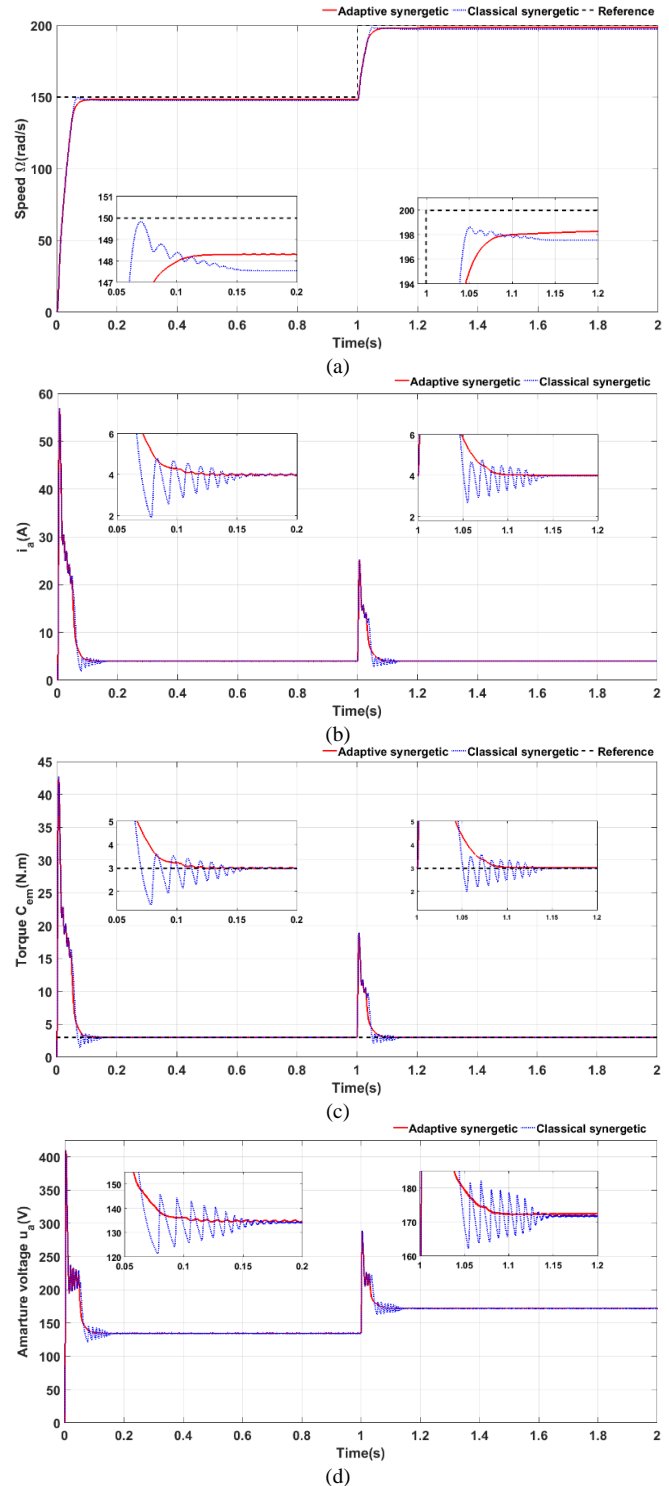 Adaptive synergetic Classical synergetic Reference
200
150
100
50
0
Speed Ω(rad/s)
151
150
149
148
147
0.05 0.1 0.15 0.2
200
198
196
194
1 1.05 1.1 1.15 1.2
0 0.2 0.4 0.6 0.8 1 1.2 1.4 1.6 1.8 2
Time(s)
(a)
Adaptive synergetic Classical synergetic
60
50
40
30
20
10
0
i_a(A)
6
4
2
0.05 0.1 0.15 0.2
6
4
2
1 1.05 1.1 1.15 1.2
0 0.2 0.4 0.6 0.8 1 1.2 1.4 1.6 1.8 2
Time(s)
(b)
Adaptive synergetic Classical synergetic Reference
45
40
35
30
25
20
15
10
5
0
Torque C_em(N.m)
5
4
3
2
0.05 0.1 0.15 0.2
5
4
3
2
1 1.05 1.1 1.15 1.2
0 0.2 0.4 0.6 0.8 1 1.2 1.4 1.6 1.8 2
Time(s)
(c)
Adaptive synergetic Classical synergetic
400
350
300
250
200
150
100
50
0
Amarture voltage u_a(V)
150
140
130
120
0.05 0.1 0.15 0.2
180
170
160
1 1.05 1.1 1.15 1.2
0 0.2 0.4 0.6 0.8 1 1.2 1.4 1.6 1.8 2
Time(s)
(d)